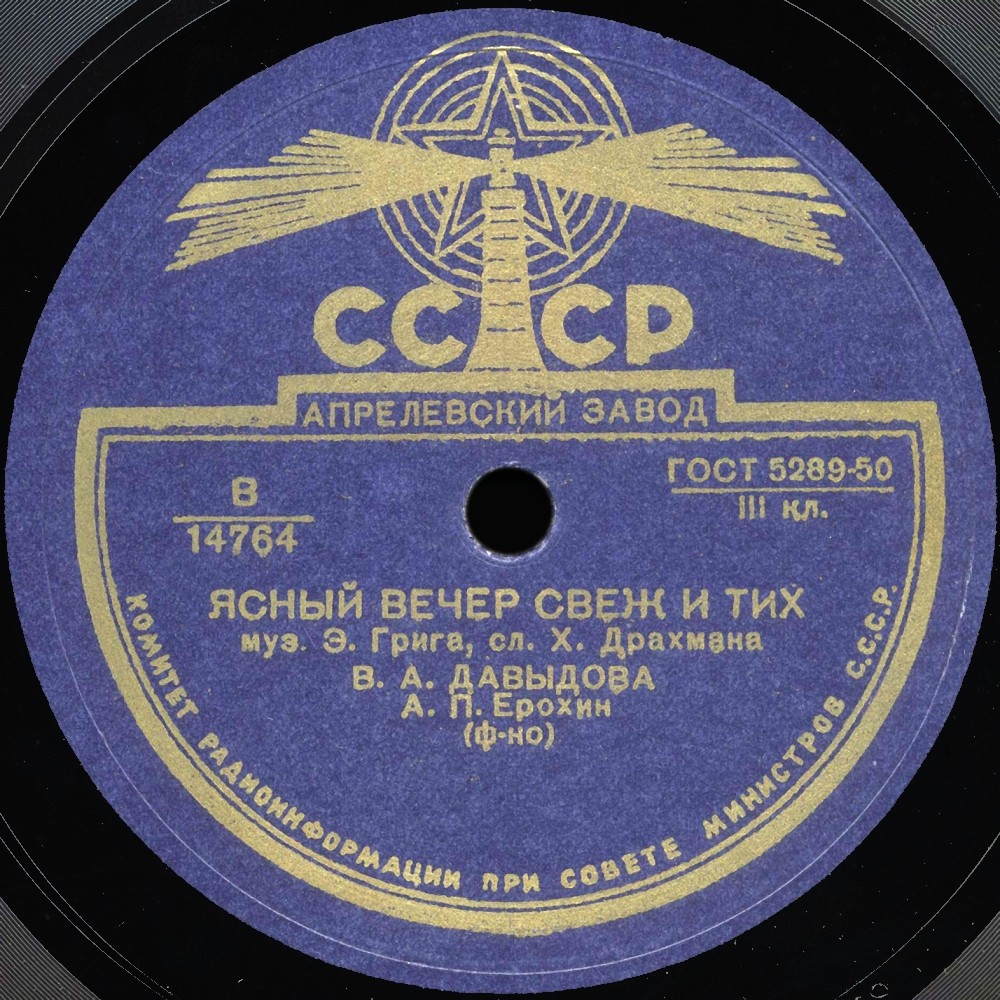 СССР
АПРЕЛЕВСКИЙ ЗАВОД
В
14764
ГОСТ 5289-50
III кл.
ЯСНЫЙ ВЕЧЕР СВЕЖ И ТИХ
муз. Э. Грига, сл. Х. Драхмана
В. А. ДАВЫДОВА
А. П. Ерохин
(ф-но)
КОМИТЕТ РАДИОИНФОРМАЦИИ ПРИ СОВЕТЕ МИНИСТРОВ С.С.С.Р.